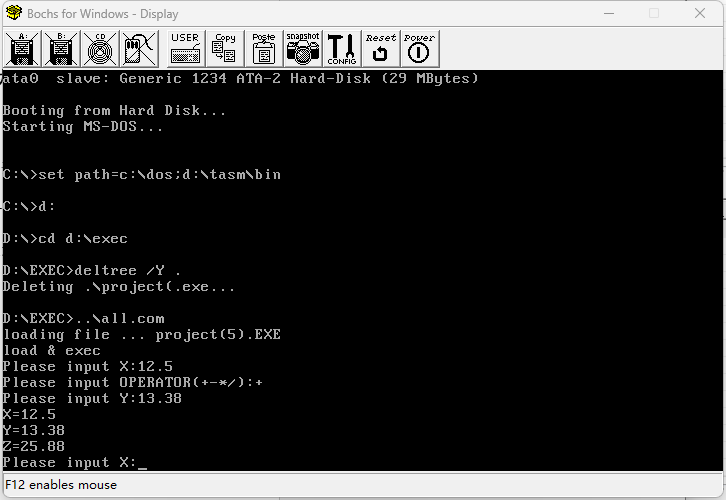 Bochs for Windows - Display
A: B: CD USER Copy Paste snapshot CONFIG Reset Power
ata0  slave: Generic 1234 ATA-2 Hard-Disk (29 MBytes)
Booting from Hard Disk...
Starting MS-DOS...
C:\>set path=c:\dos;d:\tasm\bin
C:\>d:
D:\>cd d:\exec
D:\EXEC>deltree /Y .
Deleting .\project(.exe...
D:\EXEC>..\all.com
loading file ... project(5).EXE
load & exec
Please input X:12.5
Please input OPERATOR(+-*/):+
Please input Y:13.38
X=12.5
Y=13.38
Z=25.88
Please input X:_
F12 enables mouse